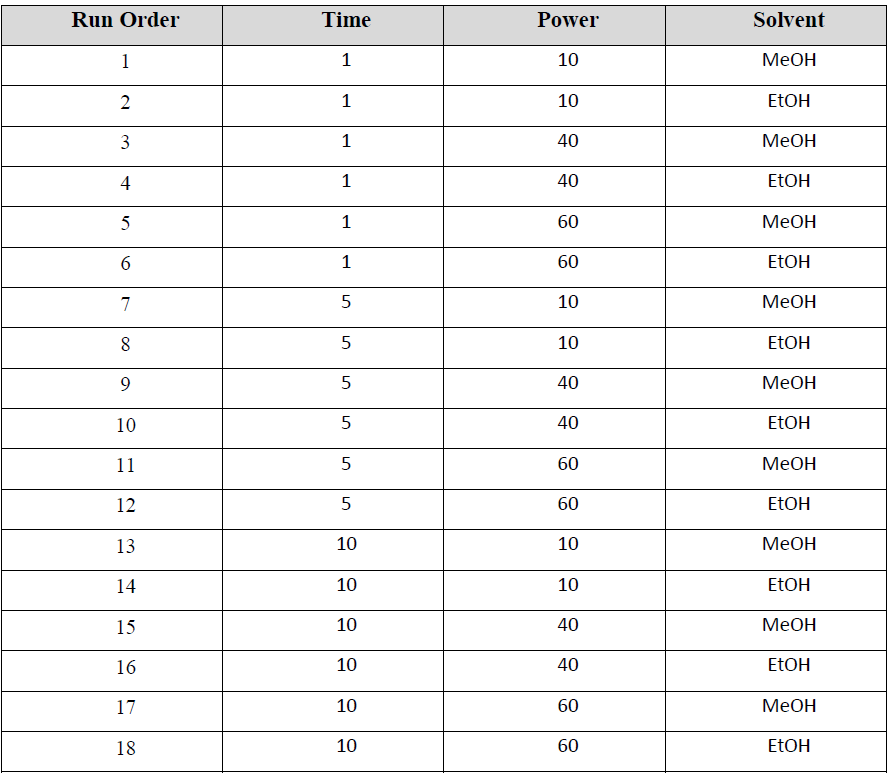 Run Order Time Power Solvent
1 1 10 MeOH
2 1 10 EtOH
3 1 40 MeOH
4 1 40 EtOH
5 1 60 MeOH
6 1 60 EtOH
7 5 10 MeOH
8 5 10 EtOH
9 5 40 MeOH
10 5 40 EtOH
11 5 60 MeOH
12 5 60 EtOH
13 10 10 MeOH
14 10 10 EtOH
15 10 40 MeOH
16 10 40 EtOH
17 10 60 MeOH
18 10 60 EtOH